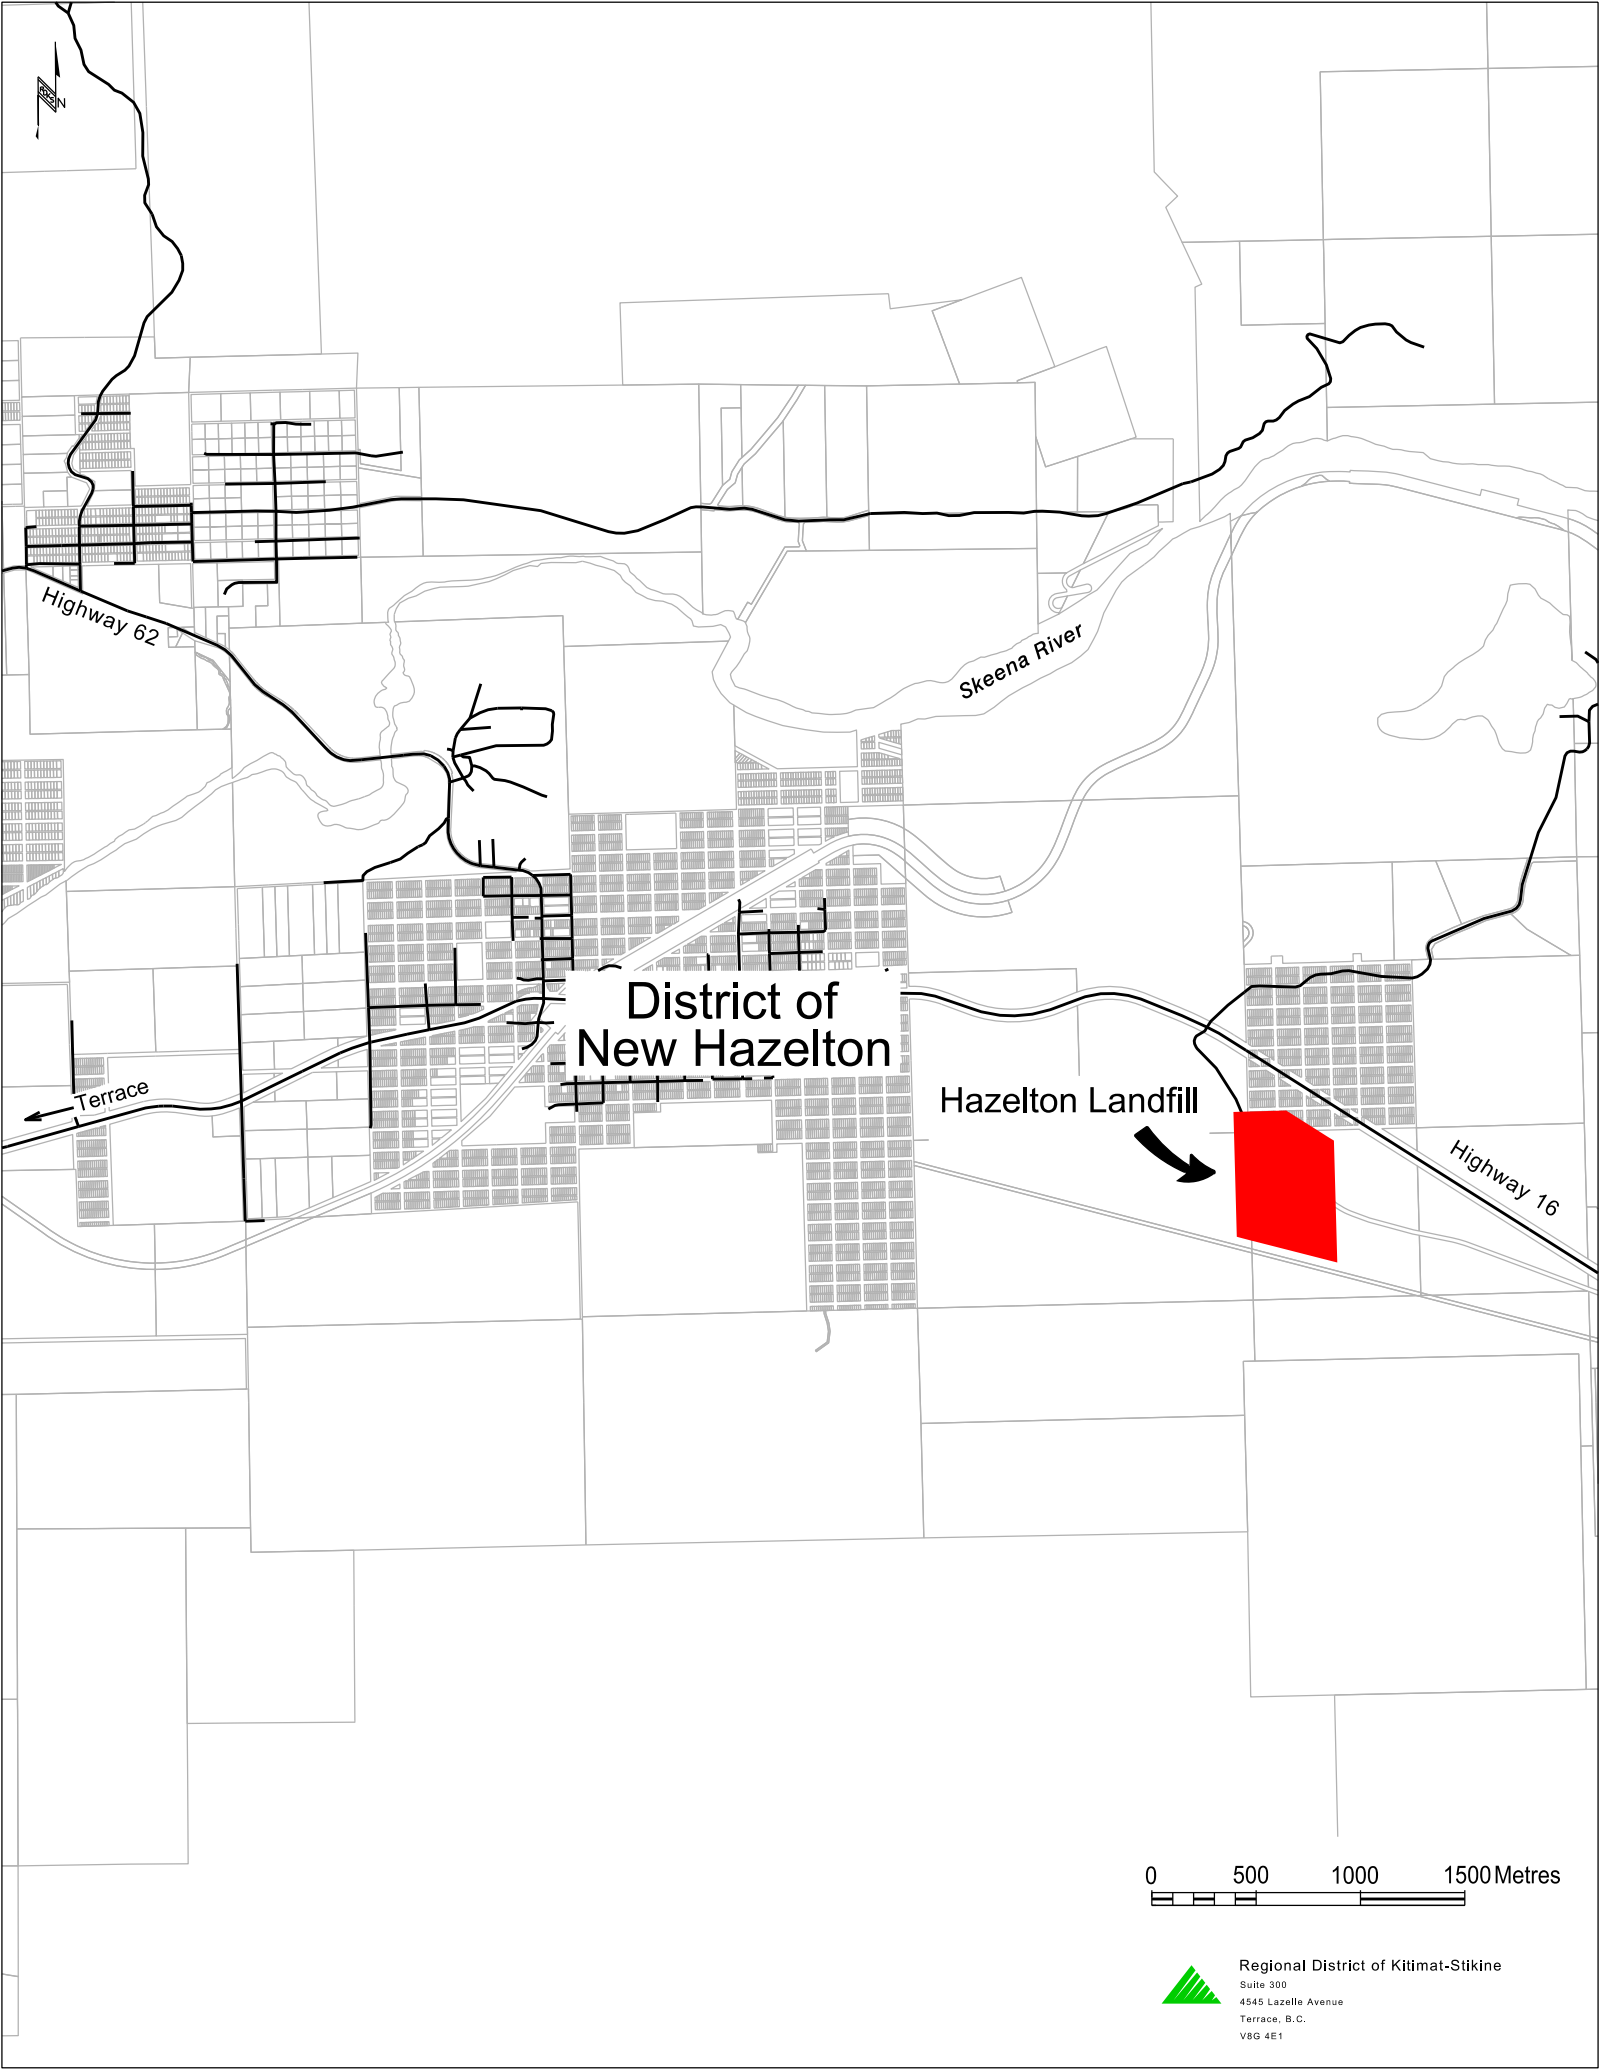 N
Highway 62
Skeena River
District of
New Hazelton
Terrace
Hazelton Landfill
Highway 16
0 500 1000 1500 Metres
Regional District of Kitimat-Stikine
Suite 300
4545 Lazelle Avenue
Terrace, B.C.
V8G 4E1